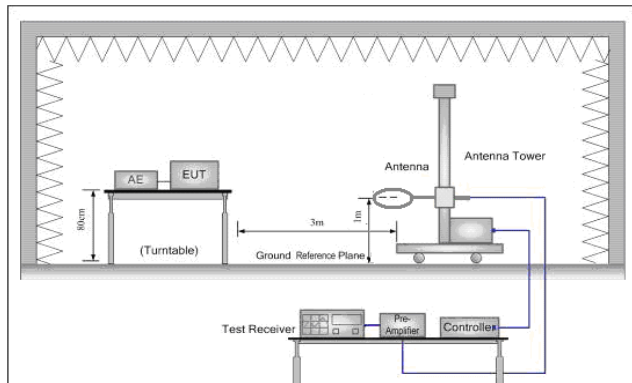 Antenna
Antenna Tower
AE
EUT
80cm
(Turntable)
3m
1m
Ground Reference Plane
Test Receiver
Pre-
Amplifier
Controller